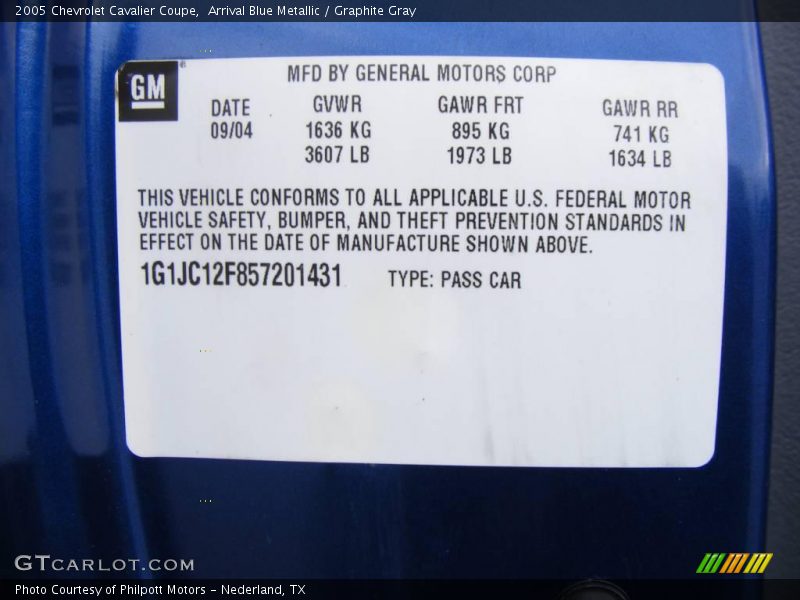 2005 Chevrolet Cavalier Coupe,  Arrival Blue Metallic / Graphite Gray
GM
MFD BY GENERAL MOTORS CORP
DATE GVWR GAWR FRT GAWR RR
09/04 1636 KG 895 KG 741 KG
3607 LB 1973 LB 1634 LB
THIS VEHICLE CONFORMS TO ALL APPLICABLE U.S. FEDERAL MOTOR
VEHICLE SAFETY, BUMPER, AND THEFT PREVENTION STANDARDS IN
EFFECT ON THE DATE OF MANUFACTURE SHOWN ABOVE.
1G1JC12F857201431 TYPE: PASS CAR
GTCARLOT.COM
Photo Courtesy of Philpott Motors - Nederland, TX